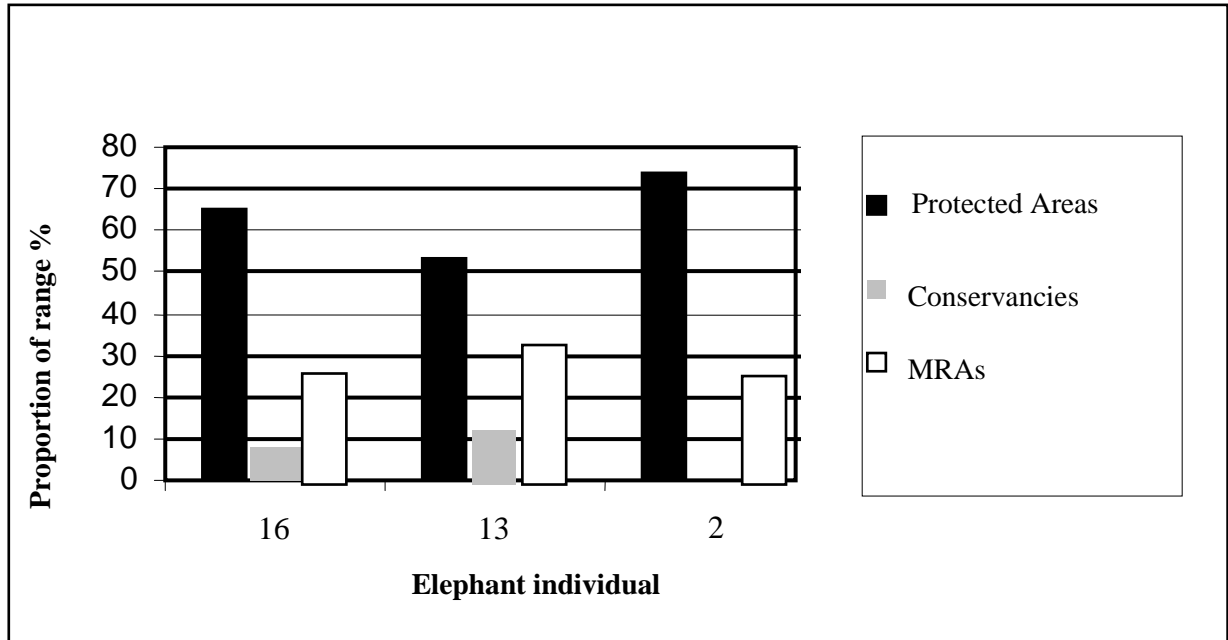 Proportion of range %
80
70
60
50
40
30
20
10
0
16 13 2
Elephant individual
Protected Areas
Conservancies
MRAs